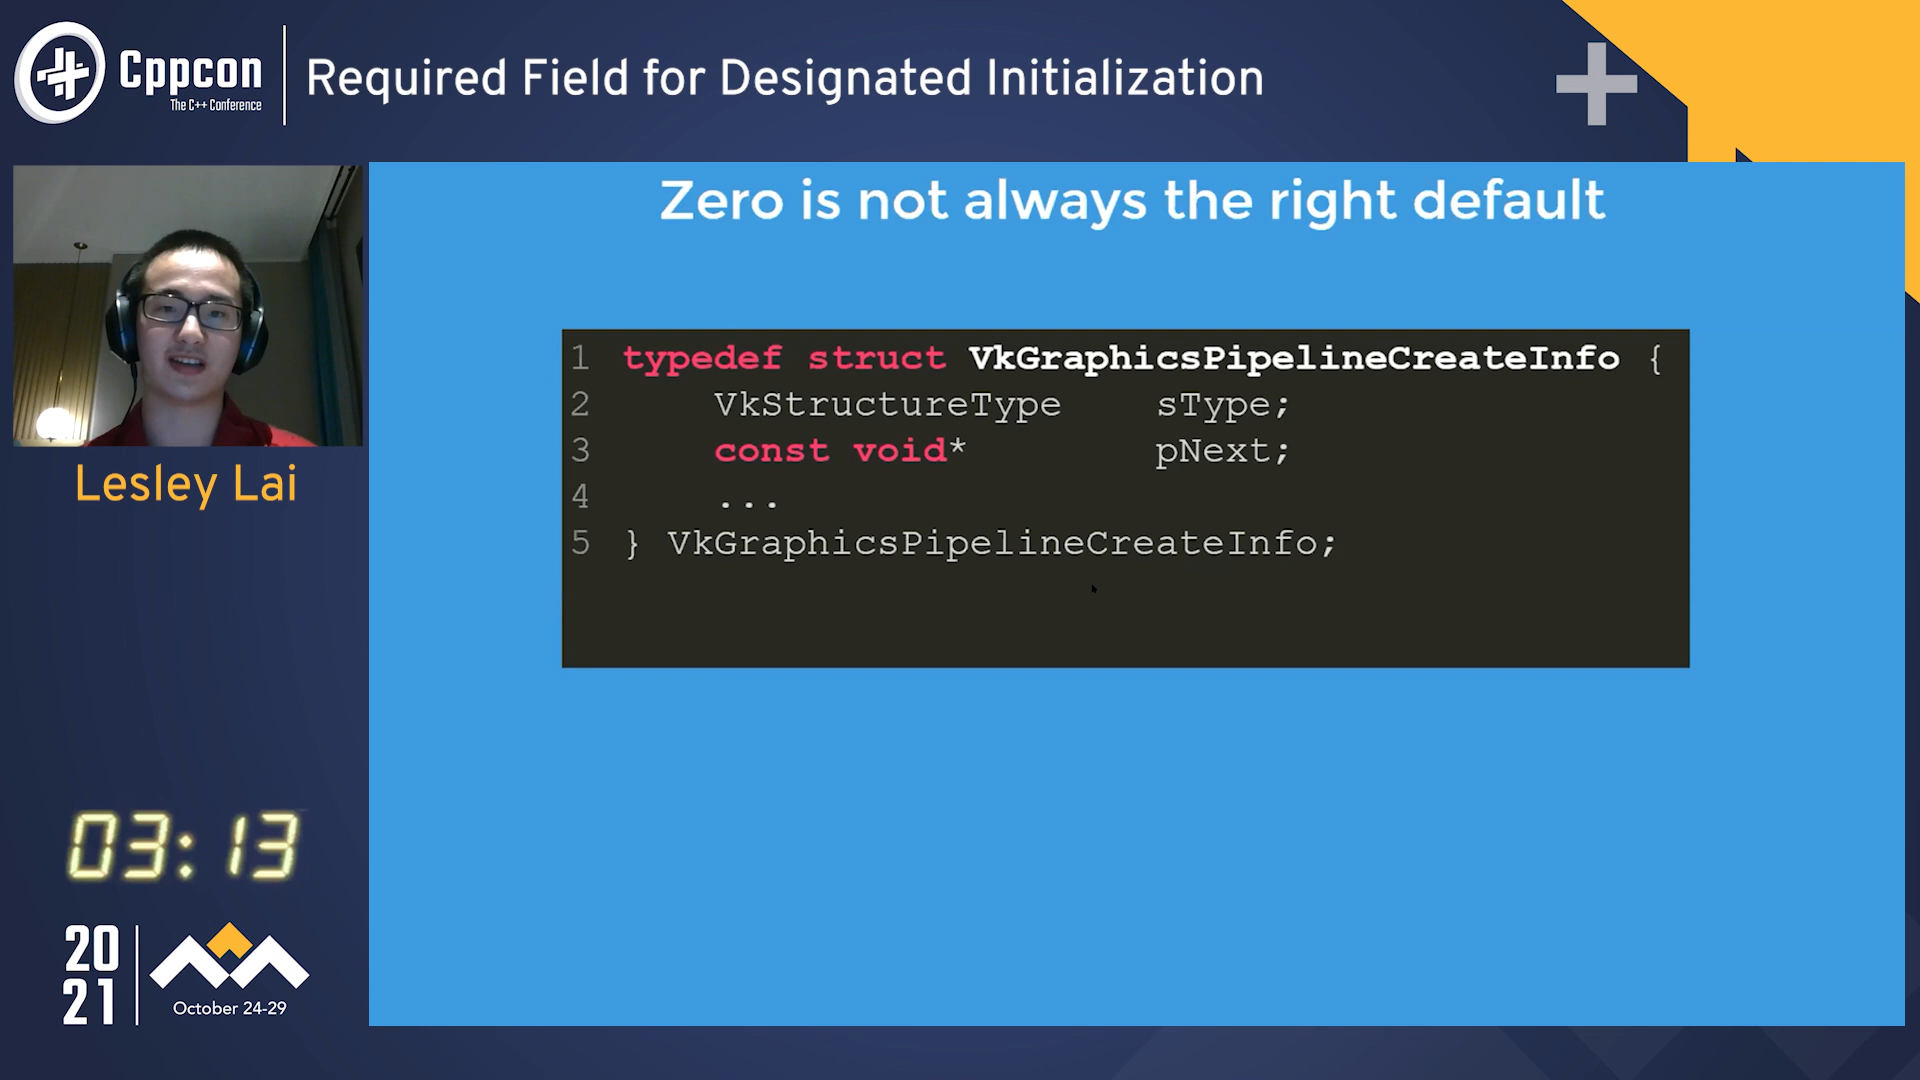 Cppcon
The C++ Conference
Required Field for Designated Initialization
Lesley Lai
03:13
20
21
October 24-29
Zero is not always the right default
1 typedef struct VkGraphicsPipelineCreateInfo {
2     VkStructureType    sType;
3     const void*        pNext;
4     ...
5 } VkGraphicsPipelineCreateInfo;